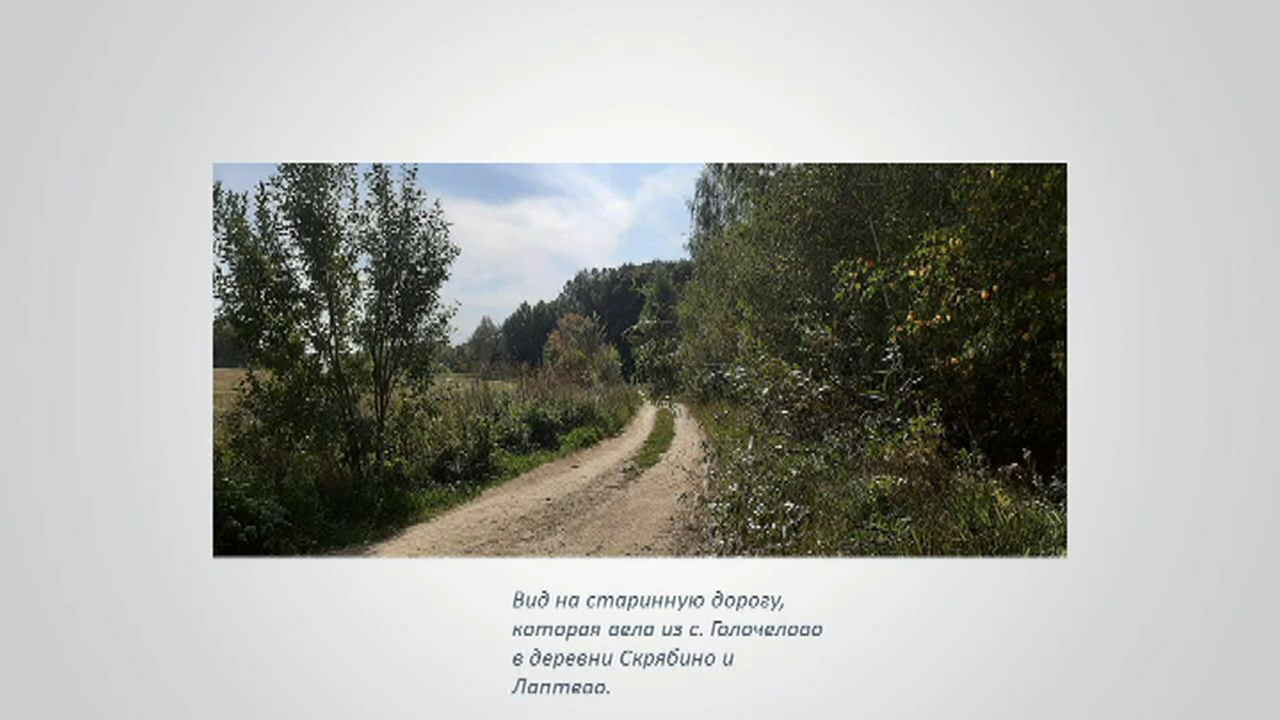 Вид на старинную дорогу,
которая вела из с. Голочелово
в деревни Скрябино и
Лаптево.